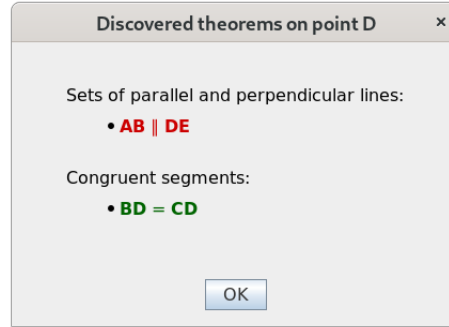 Discovered theorems on point D ×
Sets of parallel and perpendicular lines:
• AB ∥ DE
Congruent segments:
• BD = CD
OK